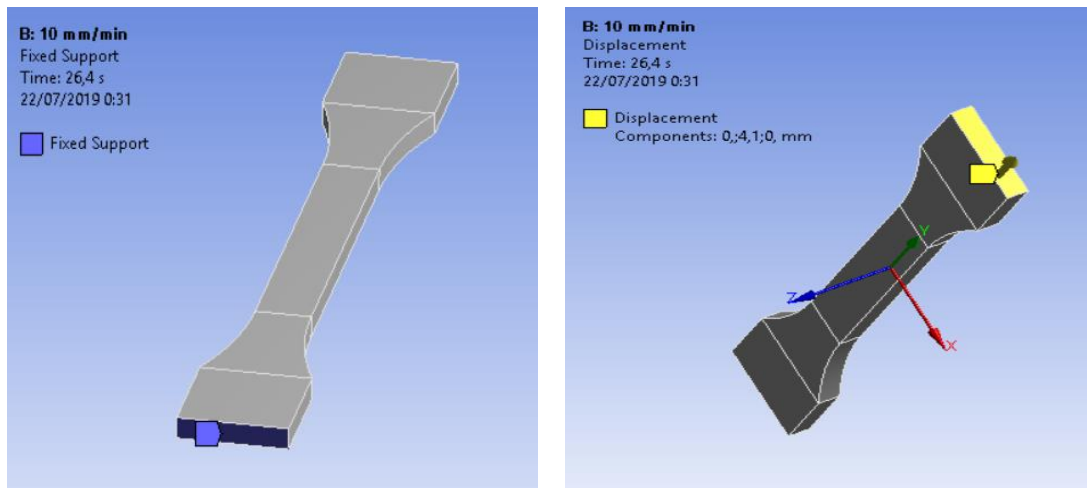 B: 10 mm/min
Fixed Support
Time: 26,4 s
22/07/2019 0:31
Fixed Support
B: 10 mm/min
Displacement
Time: 26,4 s
22/07/2019 0:31
Displacement
Components: 0,;4,1;0, mm
Y
Z
X